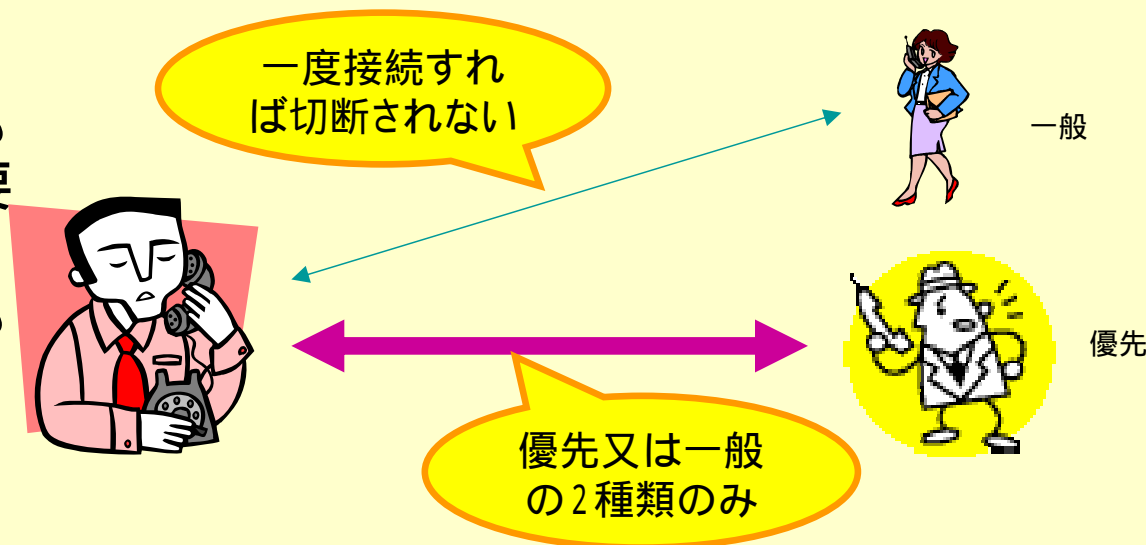 一度接続すれ
ば切断されない
一般
優先
優先又は一般
の2種類のみ